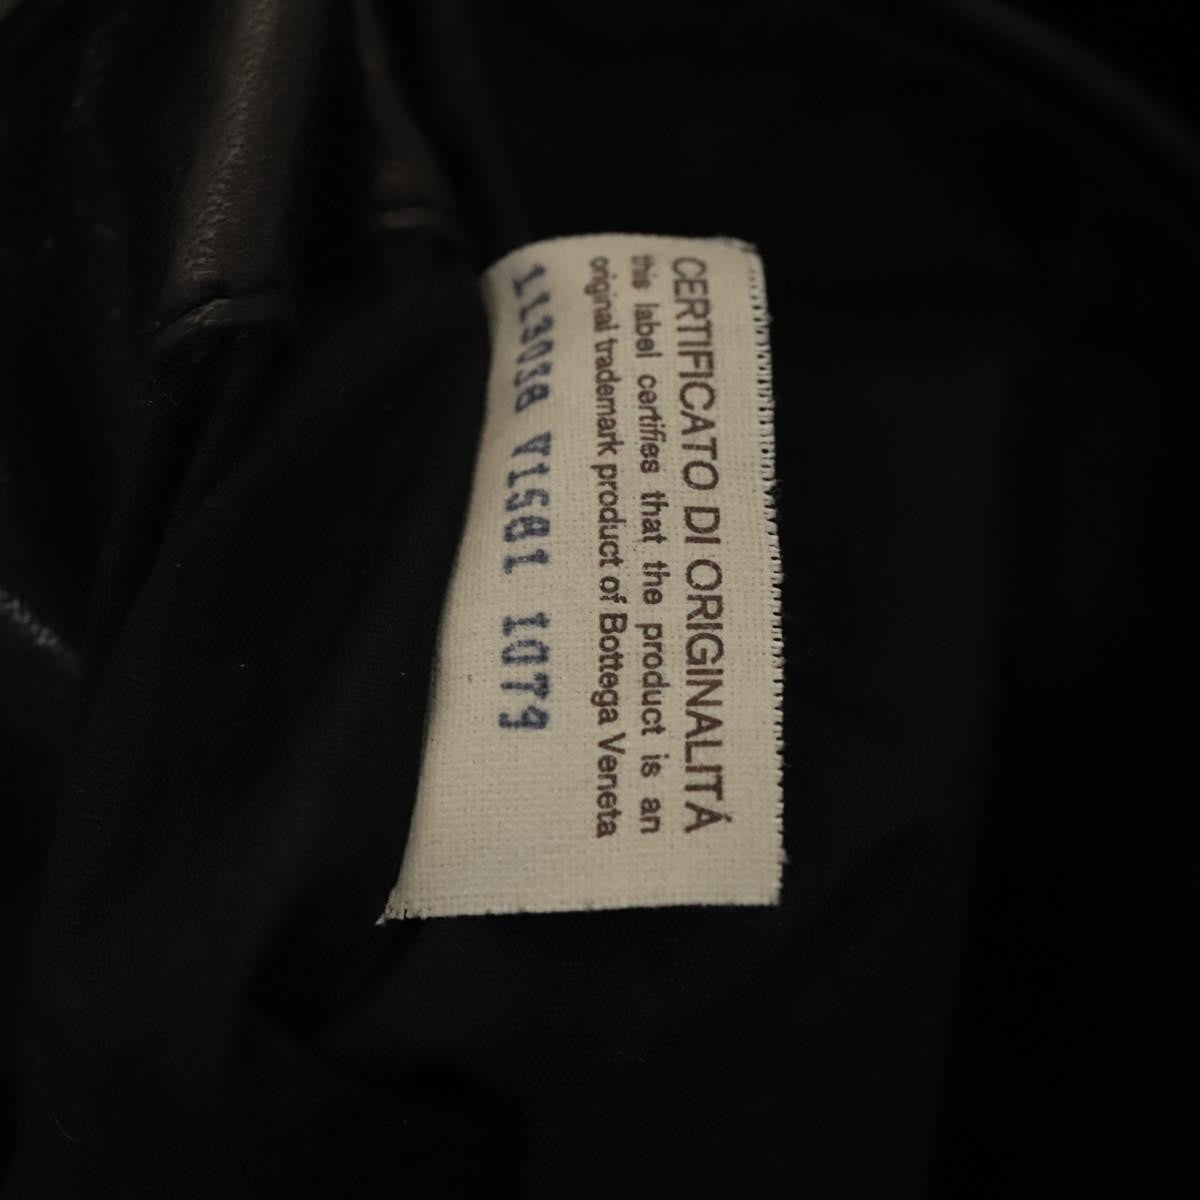 CERTIFICATO DI ORIGINALITÁ
this label certifies that the product is an
original trademark product of Bottega Veneta
113038 V1581 1079